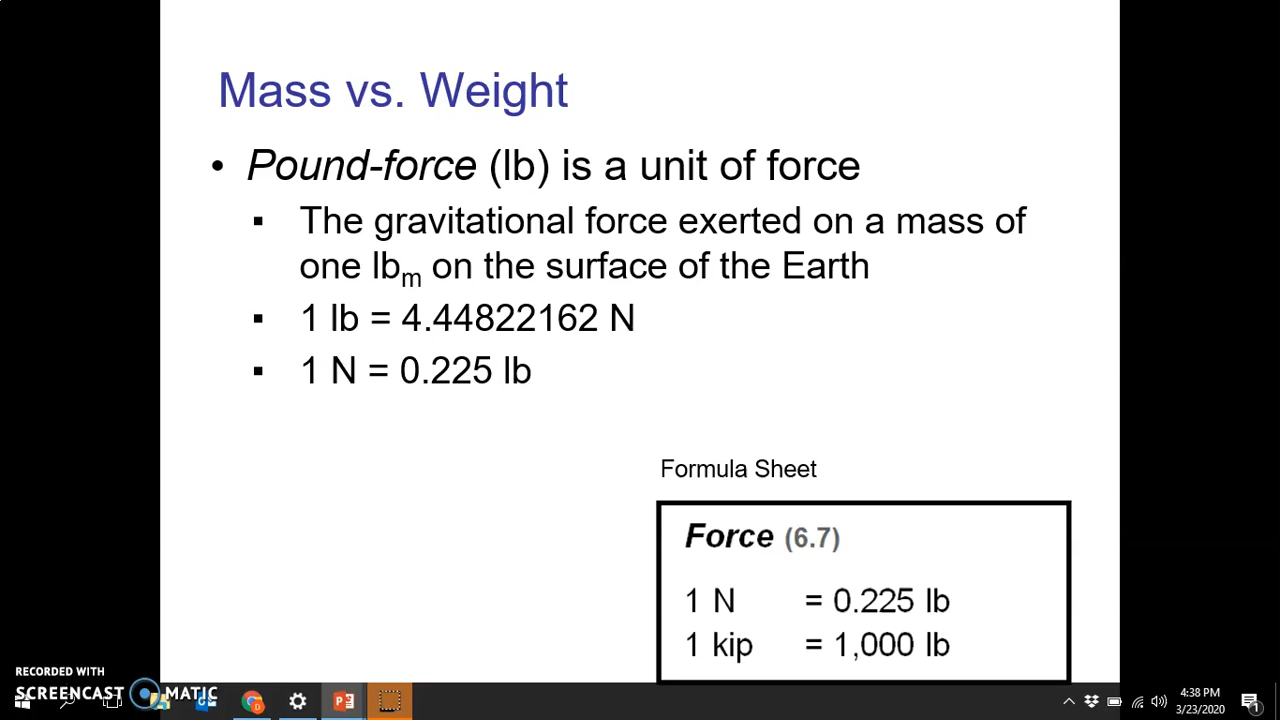 Mass vs. Weight
• Pound-force (lb) is a unit of force
▪ The gravitational force exerted on a mass of
one lbm on the surface of the Earth
▪ 1 lb = 4.44822162 N
▪ 1 N = 0.225 lb
Formula Sheet
Force (6.7)
1 N = 0.225 lb
1 kip = 1,000 lb
RECORDED WITH
SCREENCAST MATIC
4:38 PM
3/23/2020
1